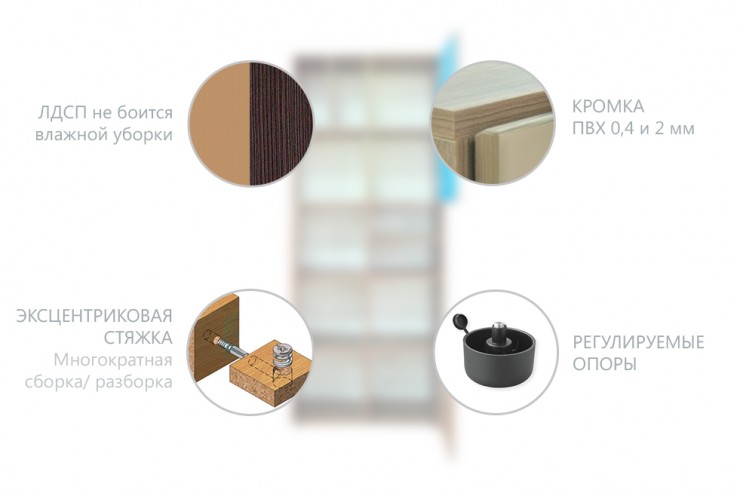 ЛДСП не боится
влажной уборки
КРОМКА
ПВХ 0,4 и 2 мм
ЭКСЦЕНТРИКОВАЯ
СТЯЖКА
Многократная
сборка/ разборка
РЕГУЛИРУЕМЫЕ
ОПОРЫ